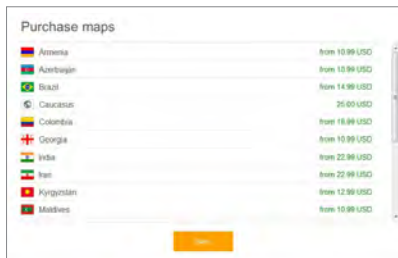 Purchase maps
Armenia from 10.99 USD
Azerbaijan from 10.99 USD
Brazil from 14.99 USD
Caucasus 25.00 USD
Colombia from 18.99 USD
Georgia from 10.99 USD
India from 22.99 USD
Iran from 22.99 USD
Kyrgyzstan from 12.99 USD
Maldives from 10.99 USD